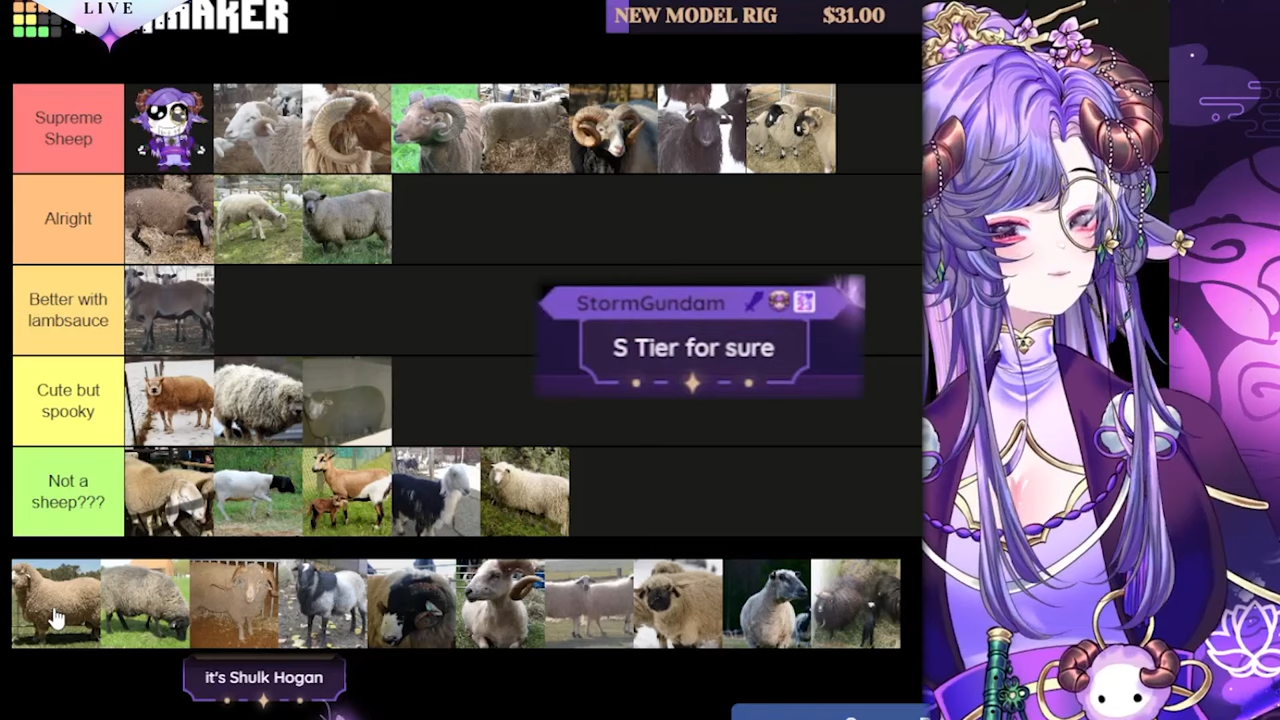 LIVE
MAKER
NEW MODEL RIG $31.00
Supreme
Sheep
Alright
StormGundam
S Tier for sure
Better with
lambsauce
Cute but
spooky
Not a
sheep???
it's Shulk Hogan